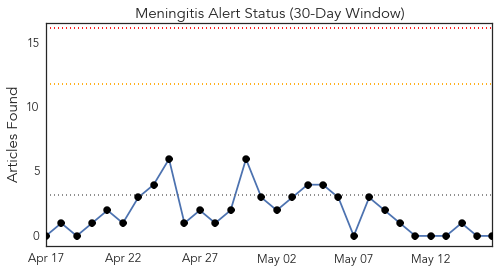 Meningitis Alert Status (30-Day Window)
Articles Found
15
10
5
0
Apr 17
Apr 22
Apr 27
May 02
May 07
May 12